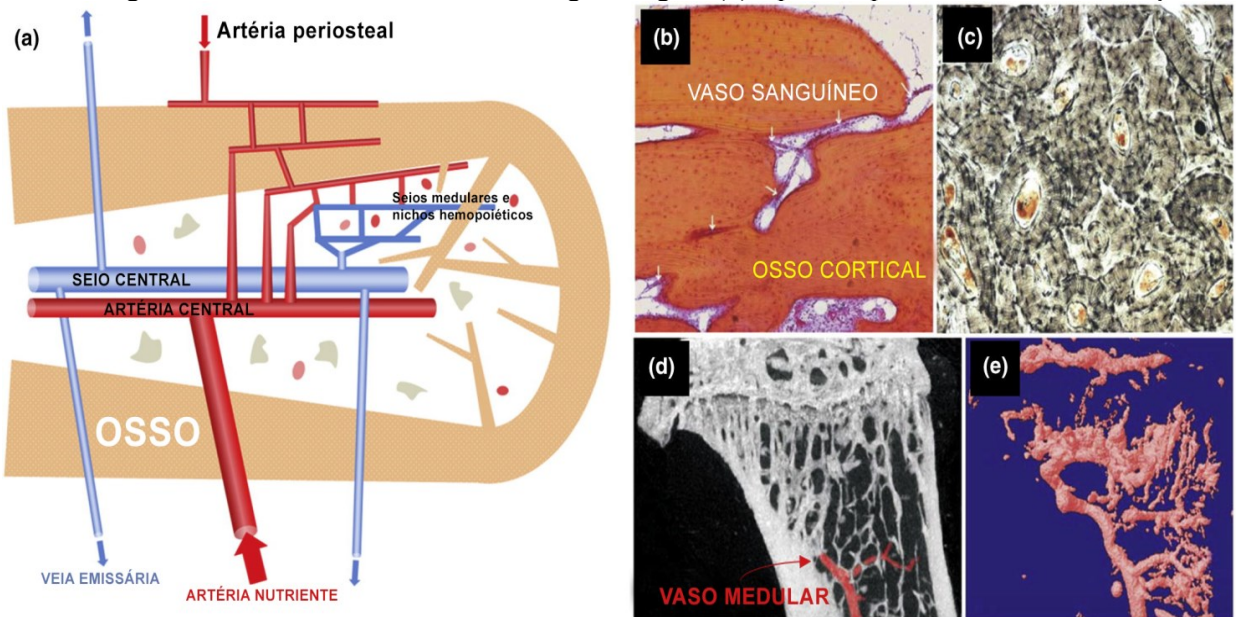 (a)
Artéria periosteal
Seios medulares e
nichos hemopoiéticos
SEIO CENTRAL
ARTÉRIA CENTRAL
OSSO
VEIA EMISSÁRIA
ARTÉRIA NUTRIENTE
(b)
VASO SANGUÍNEO
OSSO CORTICAL
(c)
(d)
VASO MEDULAR
(e)